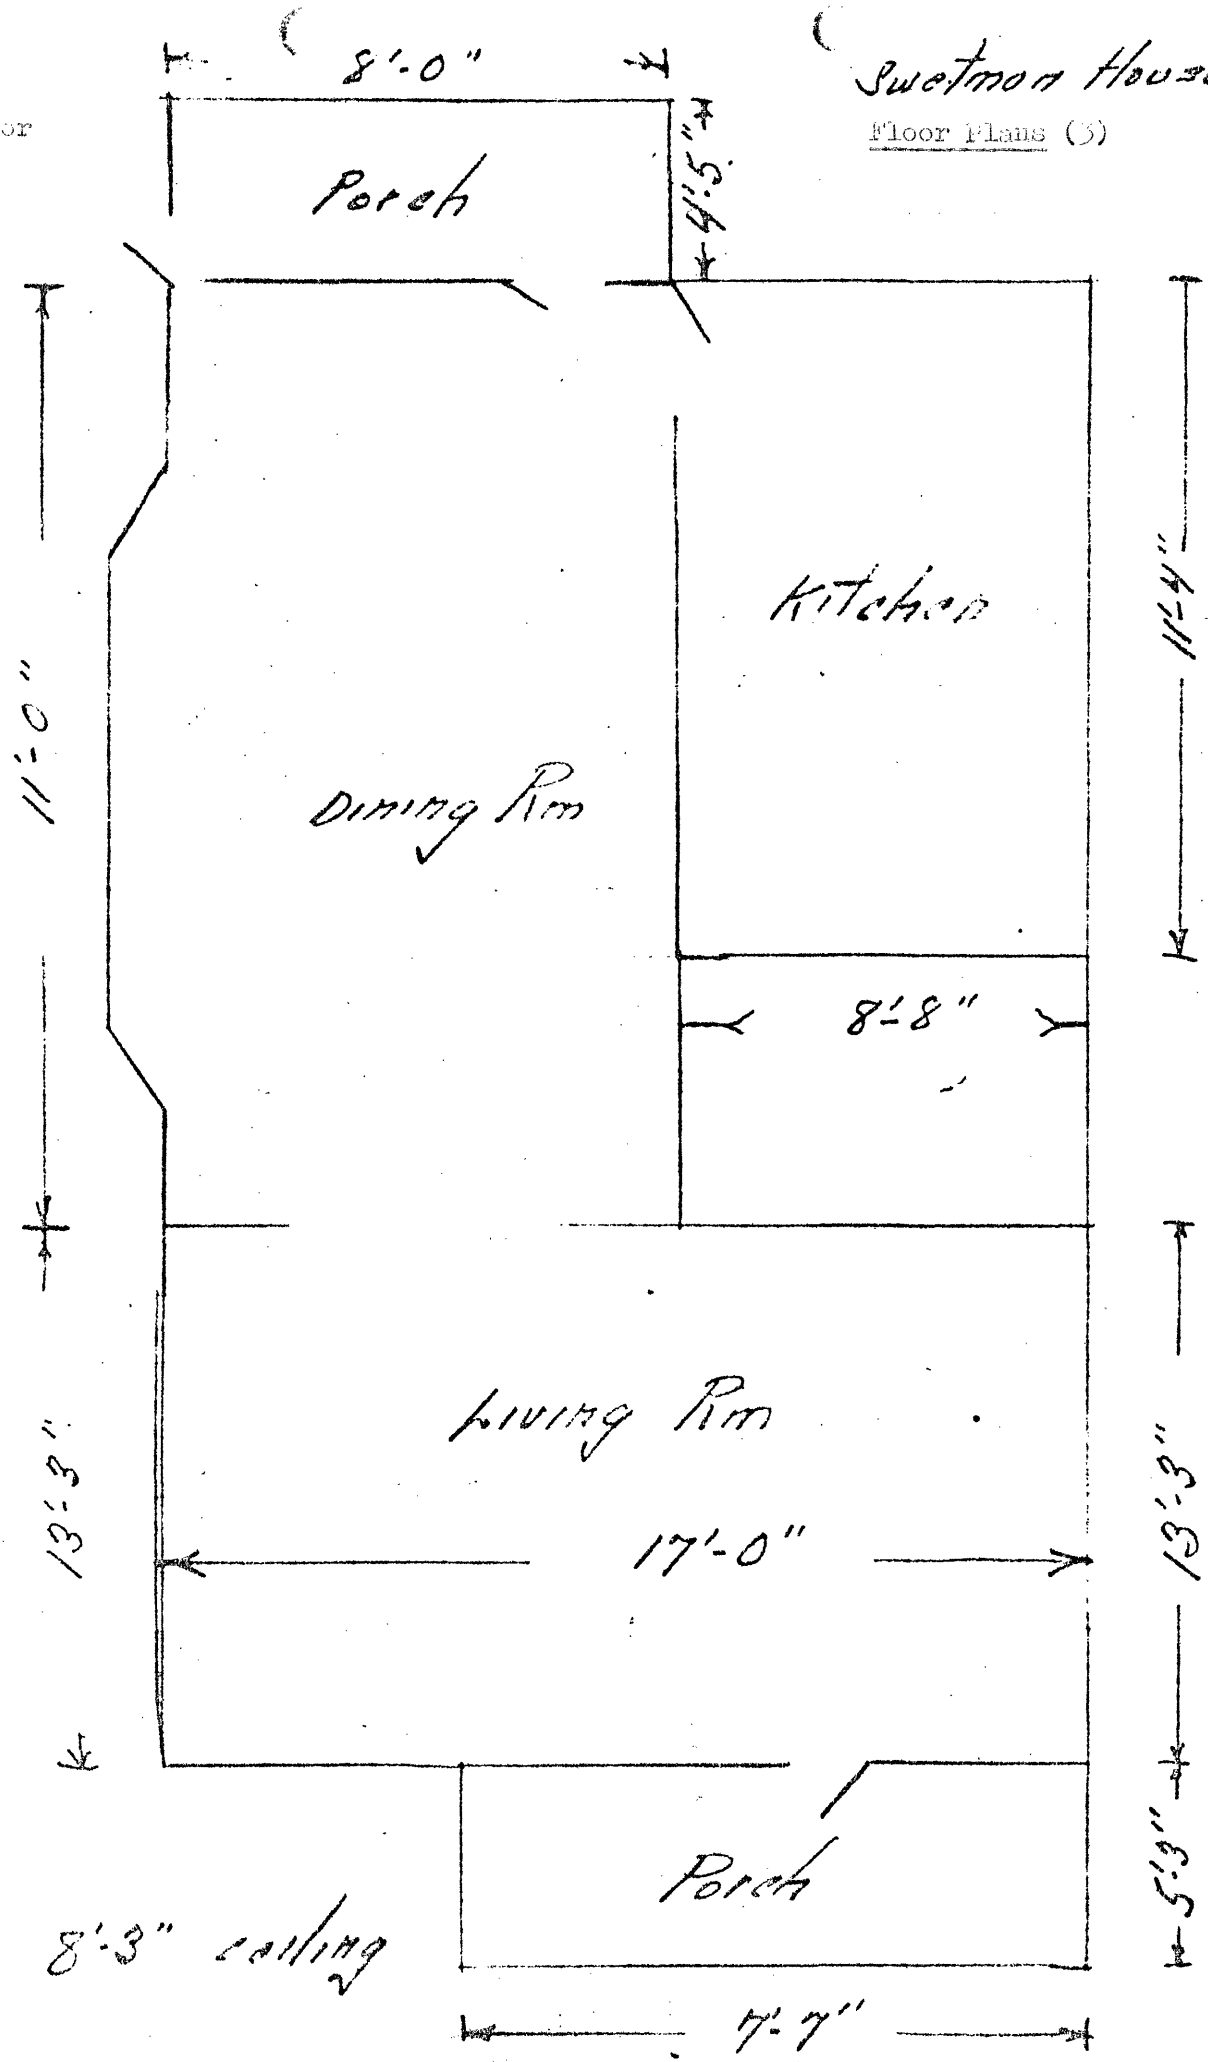 8'-0"
Swetman House
or
Floor Plans (3)
4'-5"
Porch
11'-4"
Kitchen
11'-0"
Dining Rm
8'-8"
Living Rm
13'-3"
13'-3"
17'-0"
5'-3"
Porch
8'-3" ceiling
7'-7"